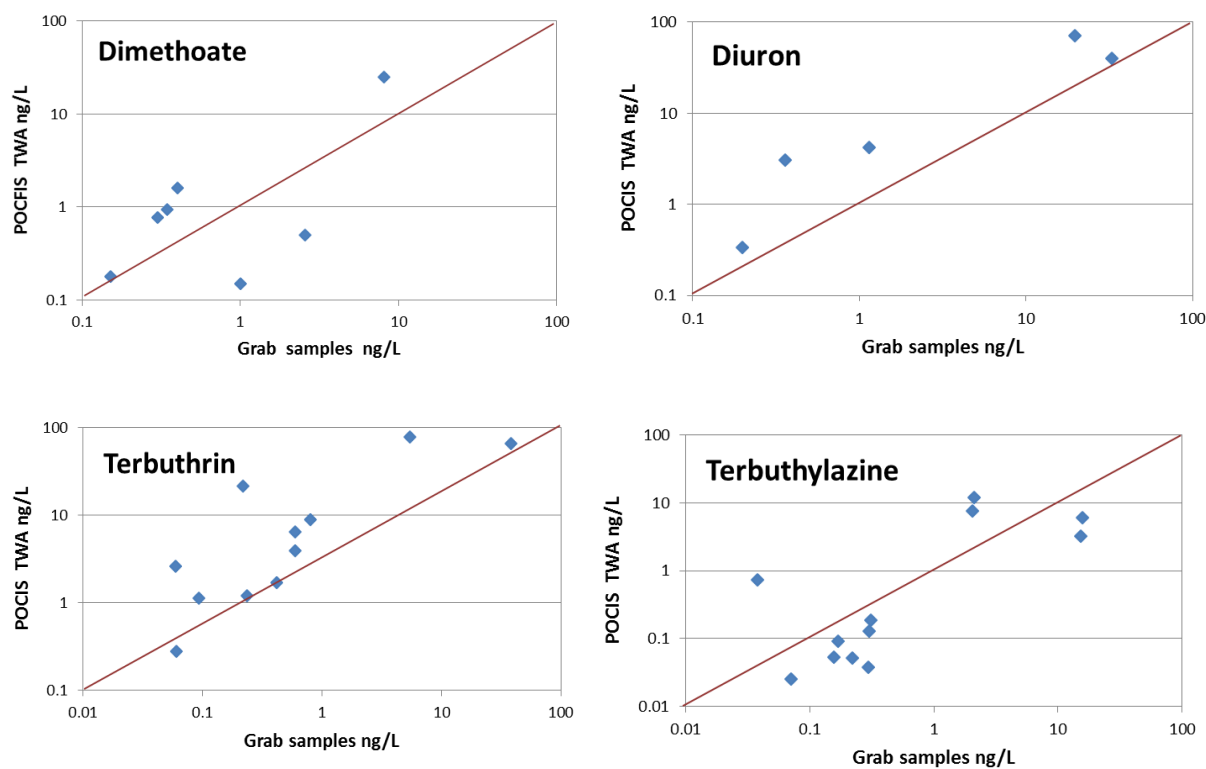 Dimethoate
100
10
1
0.1
POCFIS TWA ng/L
0.1 1 10 100
Grab samples ng/L
Diuron
100
10
1
0.1
POCIS TWA ng/L
0.1 1 10 100
Grab samples ng/L
Terbuthrin
100
10
1
0.1
POCIS TWA ng/L
0.01 0.1 1 10 100
Grab samples ng/L
Terbuthylazine
100
10
1
0.1
0.01
POCIS TWA ng/L
0.01 0.1 1 10 100
Grab samples ng/L